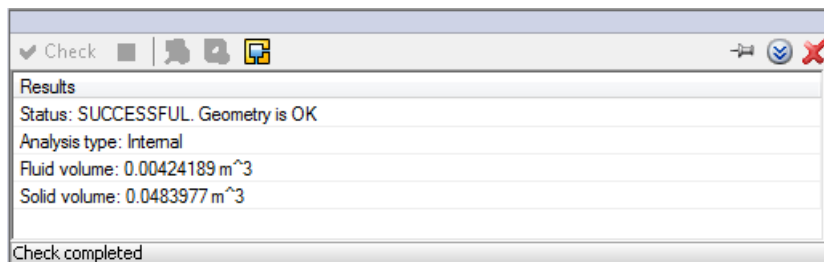 Check
Results
Status: SUCCESSFUL. Geometry is OK
Analysis type: Internal
Fluid volume: 0.00424189 m^3
Solid volume: 0.0483977 m^3
Check completed